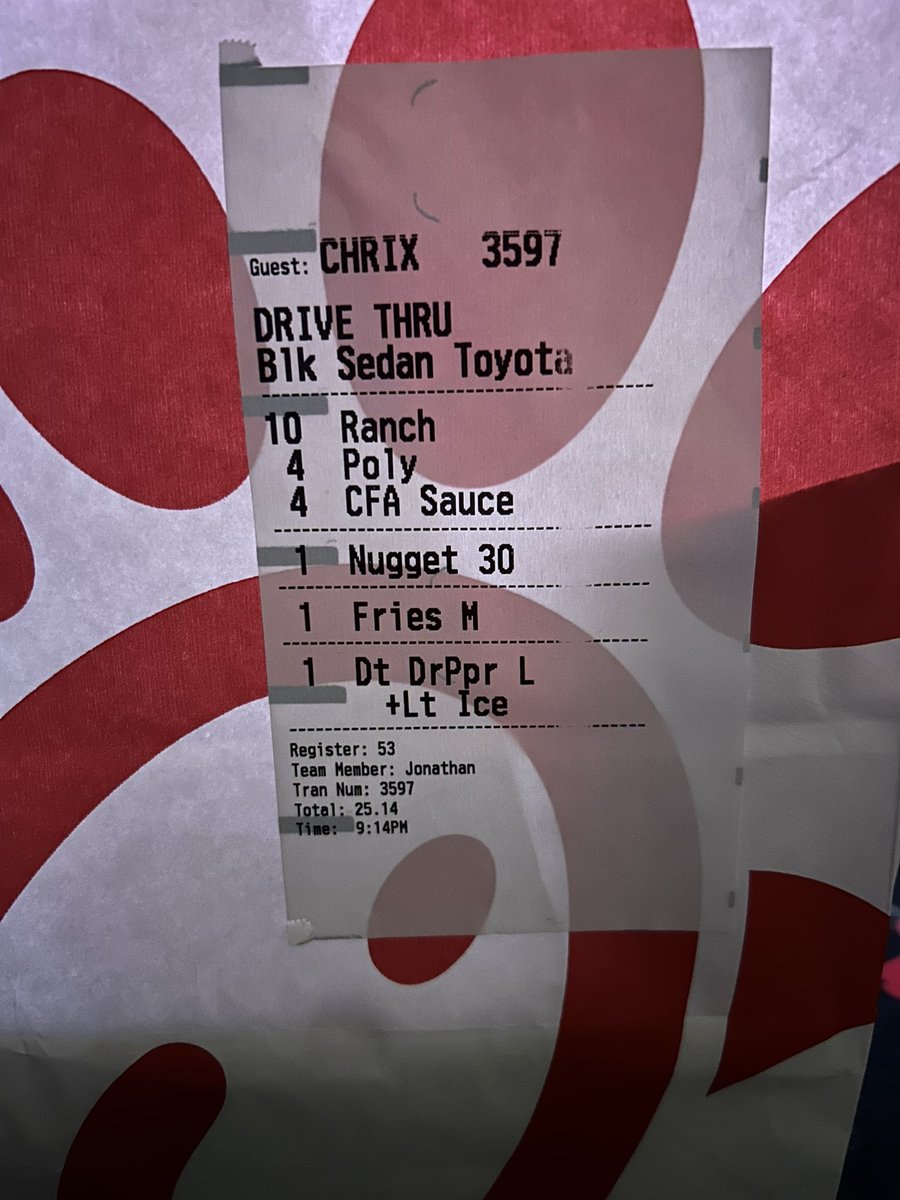 Guest: CHRIX 3597
DRIVE THRU
Blk Sedan Toyota
10 Ranch
4 Poly
4 CFA Sauce
1 Nugget 30
1 Fries M
1 Dt DrPpr L
+Lt Ice
Register: 53
Team Member: Jonathan
Tran Num: 3597
Total: 25.14
Time: 9:14PM